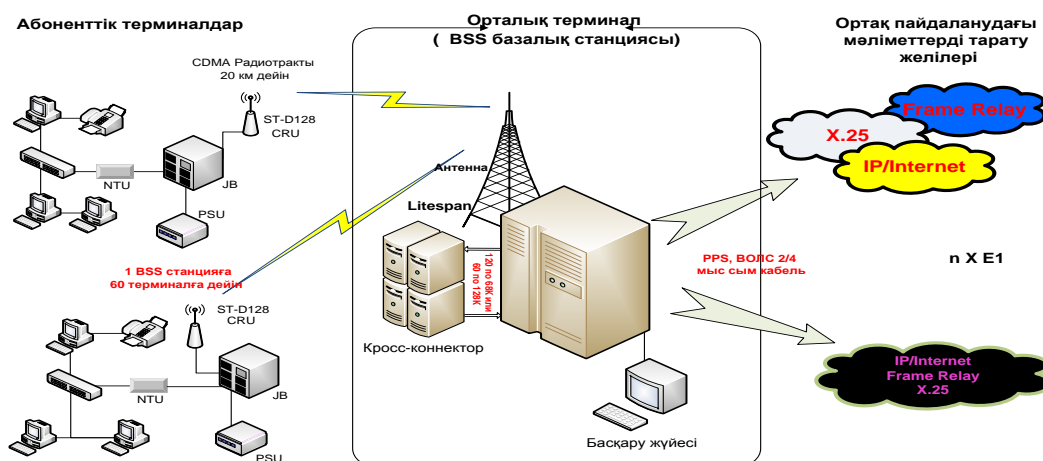 Абоненттік терминалдар
CDMA Радиотракты
20 км дейін
ST-D128
CRU
NTU
JB
PSU
1 BSS станцияға
60 терминалға дейін
ST-D128
CRU
NTU
JB
PSU
Орталық терминал
( BSS базалық станциясы)
Антенна
Litespan
120 по 68К или
60 по 128К
Кросс-коннектор
Басқару жүйесі
PPS, ВОЛС 2/4
мыс сым кабель
Ортақ пайдаланудағы
мәліметтерді тарату
желілері
Frame Relay
X.25
IP/Internet
n X E1
IP/Internet
Frame Relay
X.25